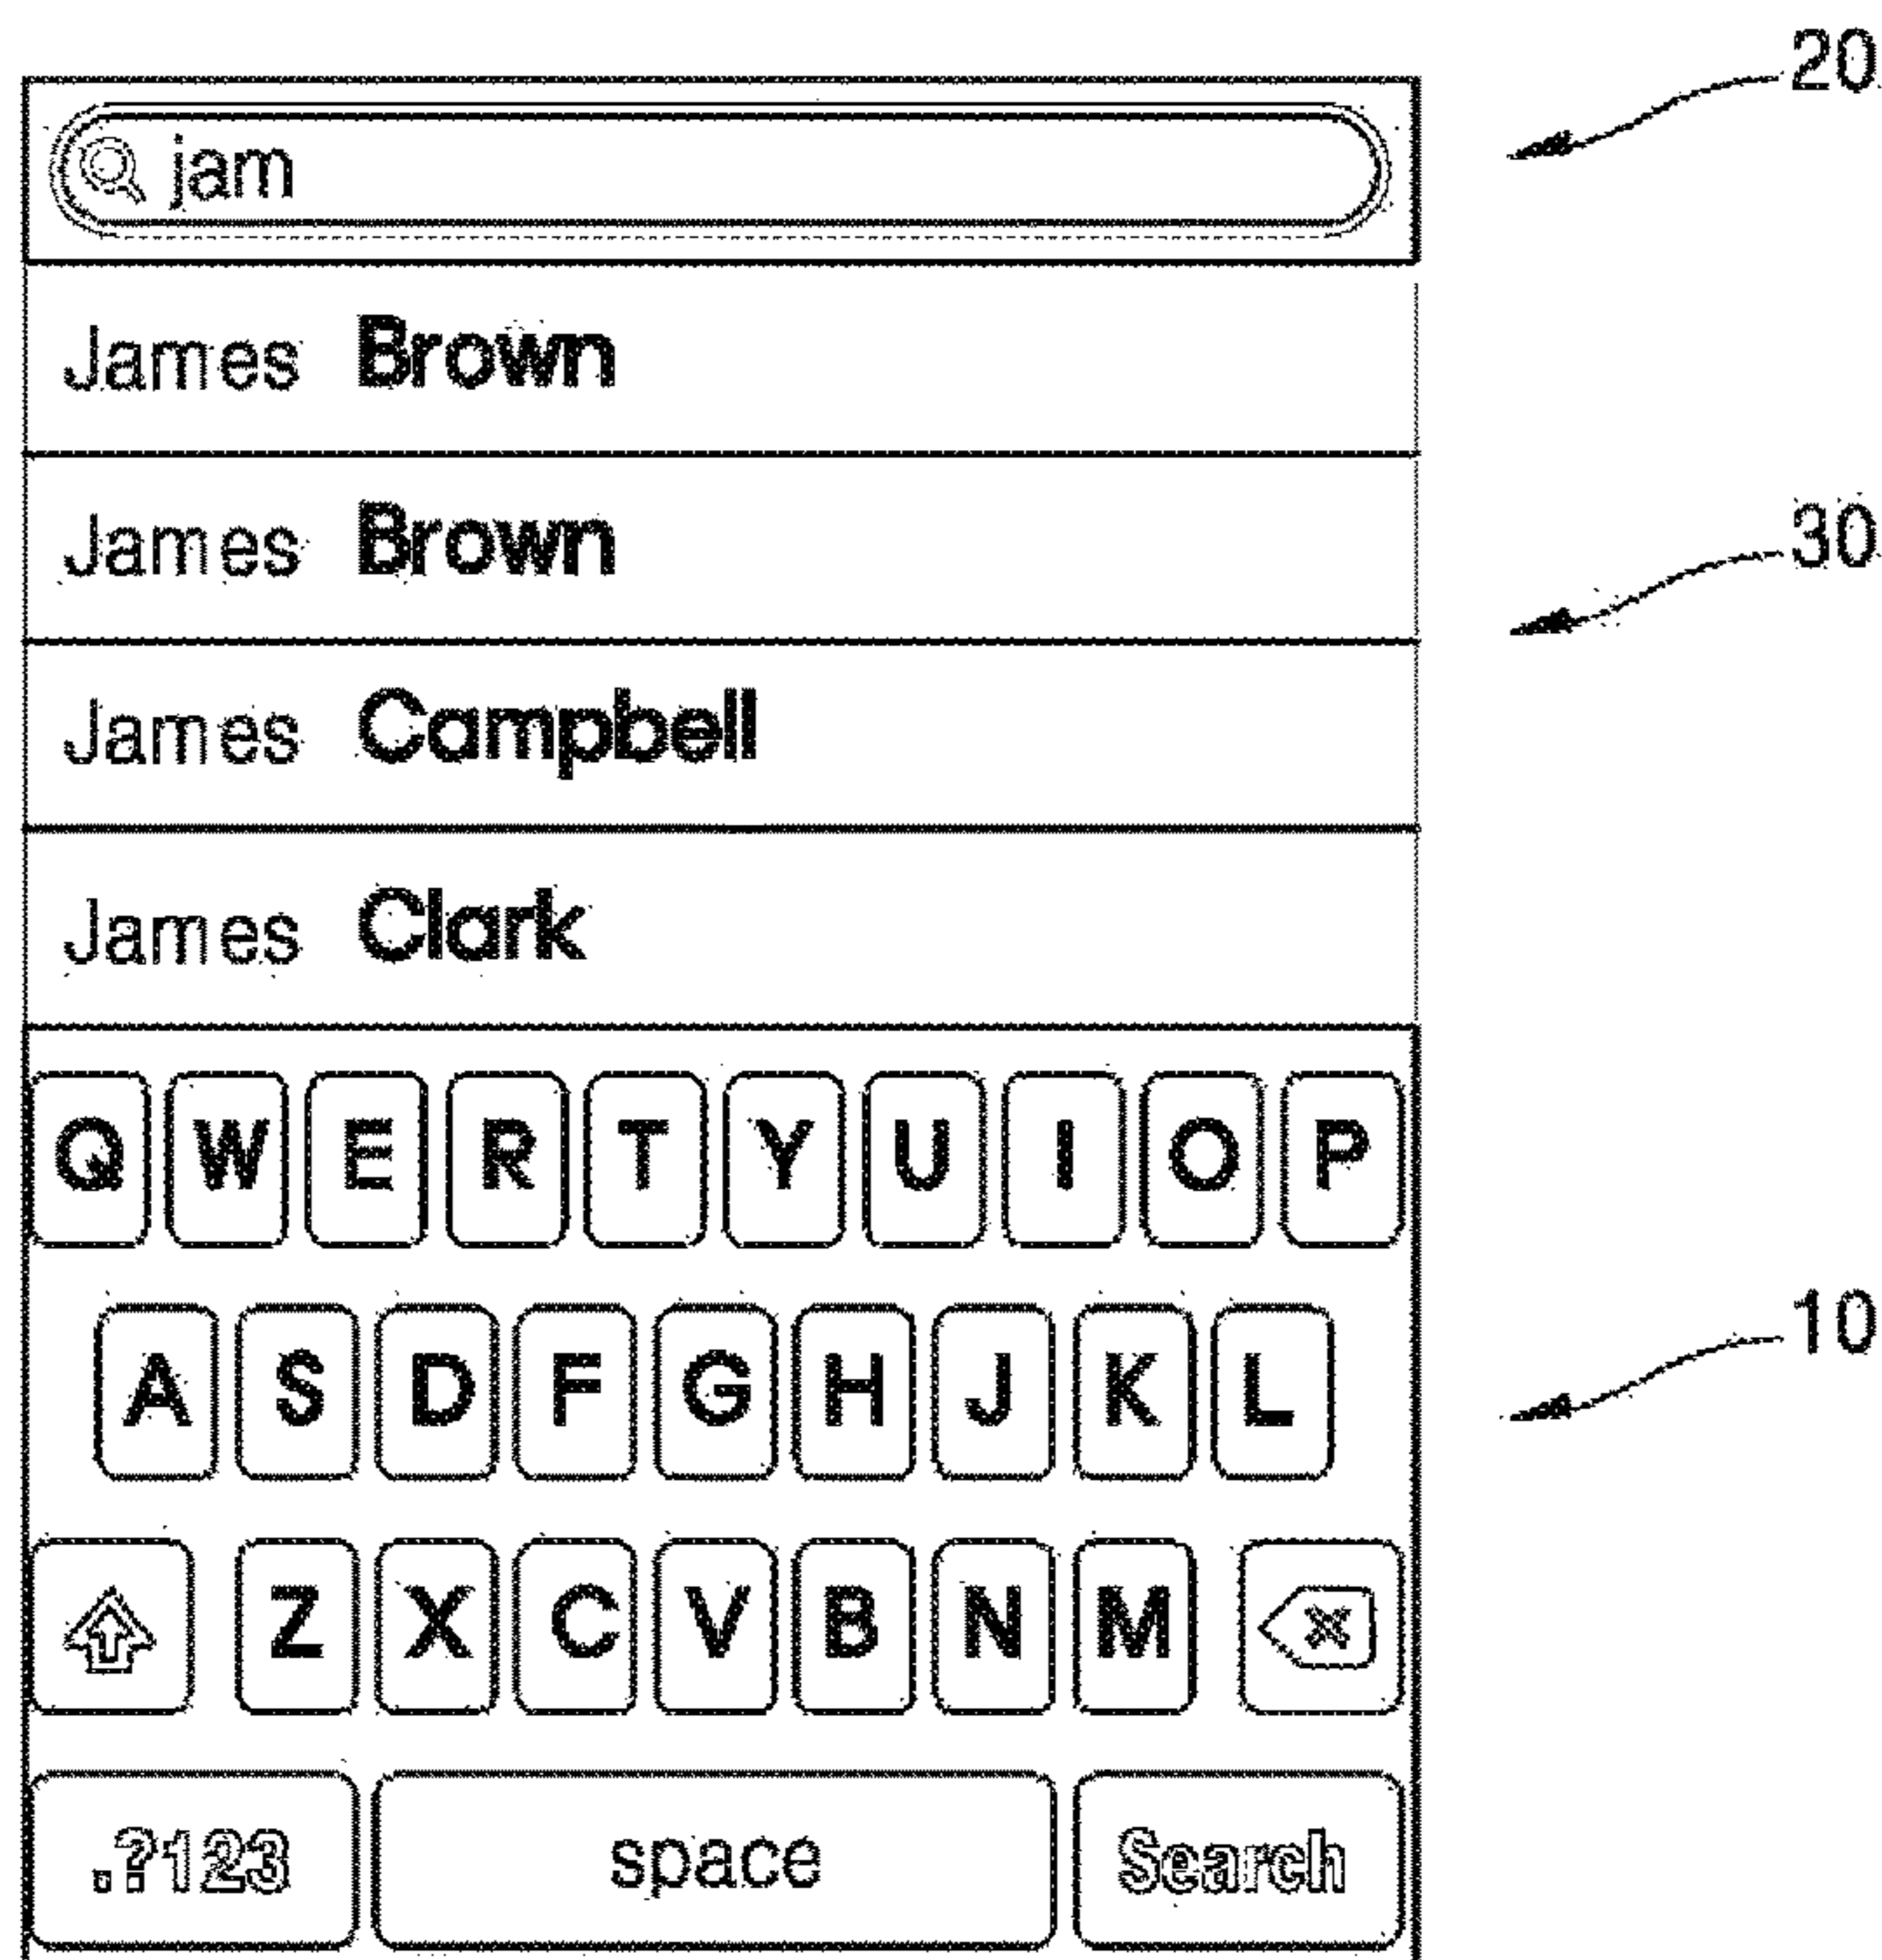 20
jam
James Brown
James Brown
30
James Campbell
James Clark
Q W E R T Y U I O P
10
A S D F G H J K L
Z X C V B N M
.?123 space Search